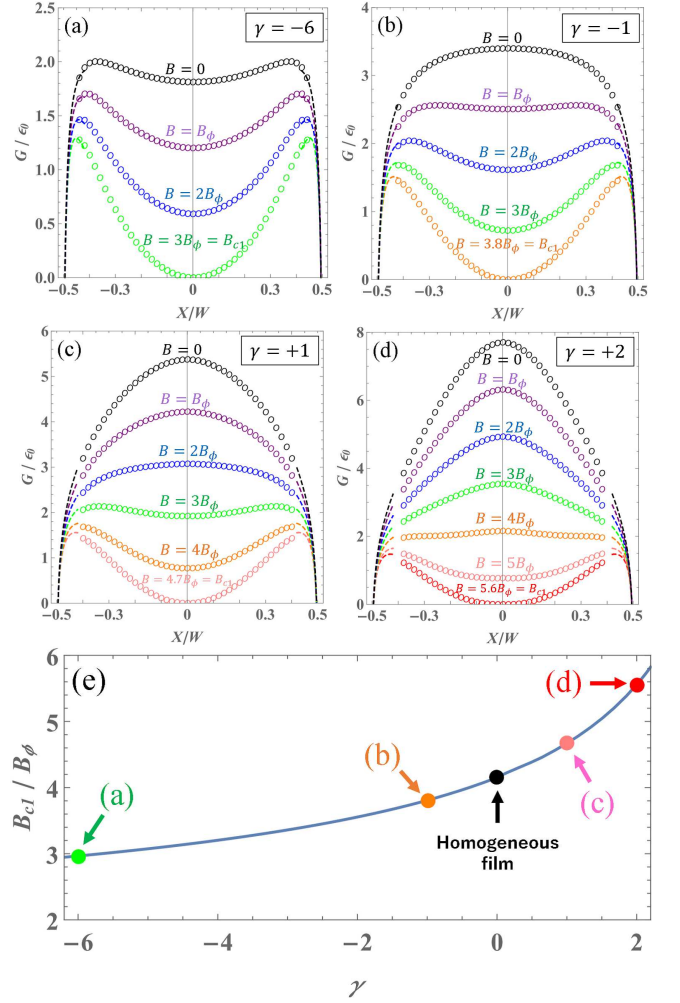 (a)
γ = −6
B = 0
B = Bϕ
B = 2Bϕ
B = 3Bϕ = Bc1
2.0
1.5
1.0
0.5
0.0
G / ϵ0
−0.5 −0.3 0 0.3 0.5
X/W
(b)
γ = −1
B = 0
B = Bϕ
B = 2Bϕ
B = 3Bϕ
B = 3.8Bϕ = Bc1
4
3
2
1
0
G / ϵ0
−0.5 −0.3 0 0.3 0.5
X/W
(c)
γ = +1
B = 0
B = Bϕ
B = 2Bϕ
B = 3Bϕ
B = 4Bϕ
B = 4.7Bϕ = Bc1
6
5
4
3
2
1
0
G / ϵ0
−0.5 −0.3 0 0.3 0.5
X/W
(d)
γ = +2
B = 0
B = Bϕ
B = 2Bϕ
B = 3Bϕ
B = 4Bϕ
B = 5Bϕ
B = 5.6Bϕ = Bc1
8
6
4
2
0
G / ϵ0
−0.5 −0.3 0 0.3 0.5
X/W
(e)
6
5
4
3
2
Bc1 / Bϕ
(a)
(b)
Homogeneous
film
(c)
(d)
−6 −4 −2 0 2
γ